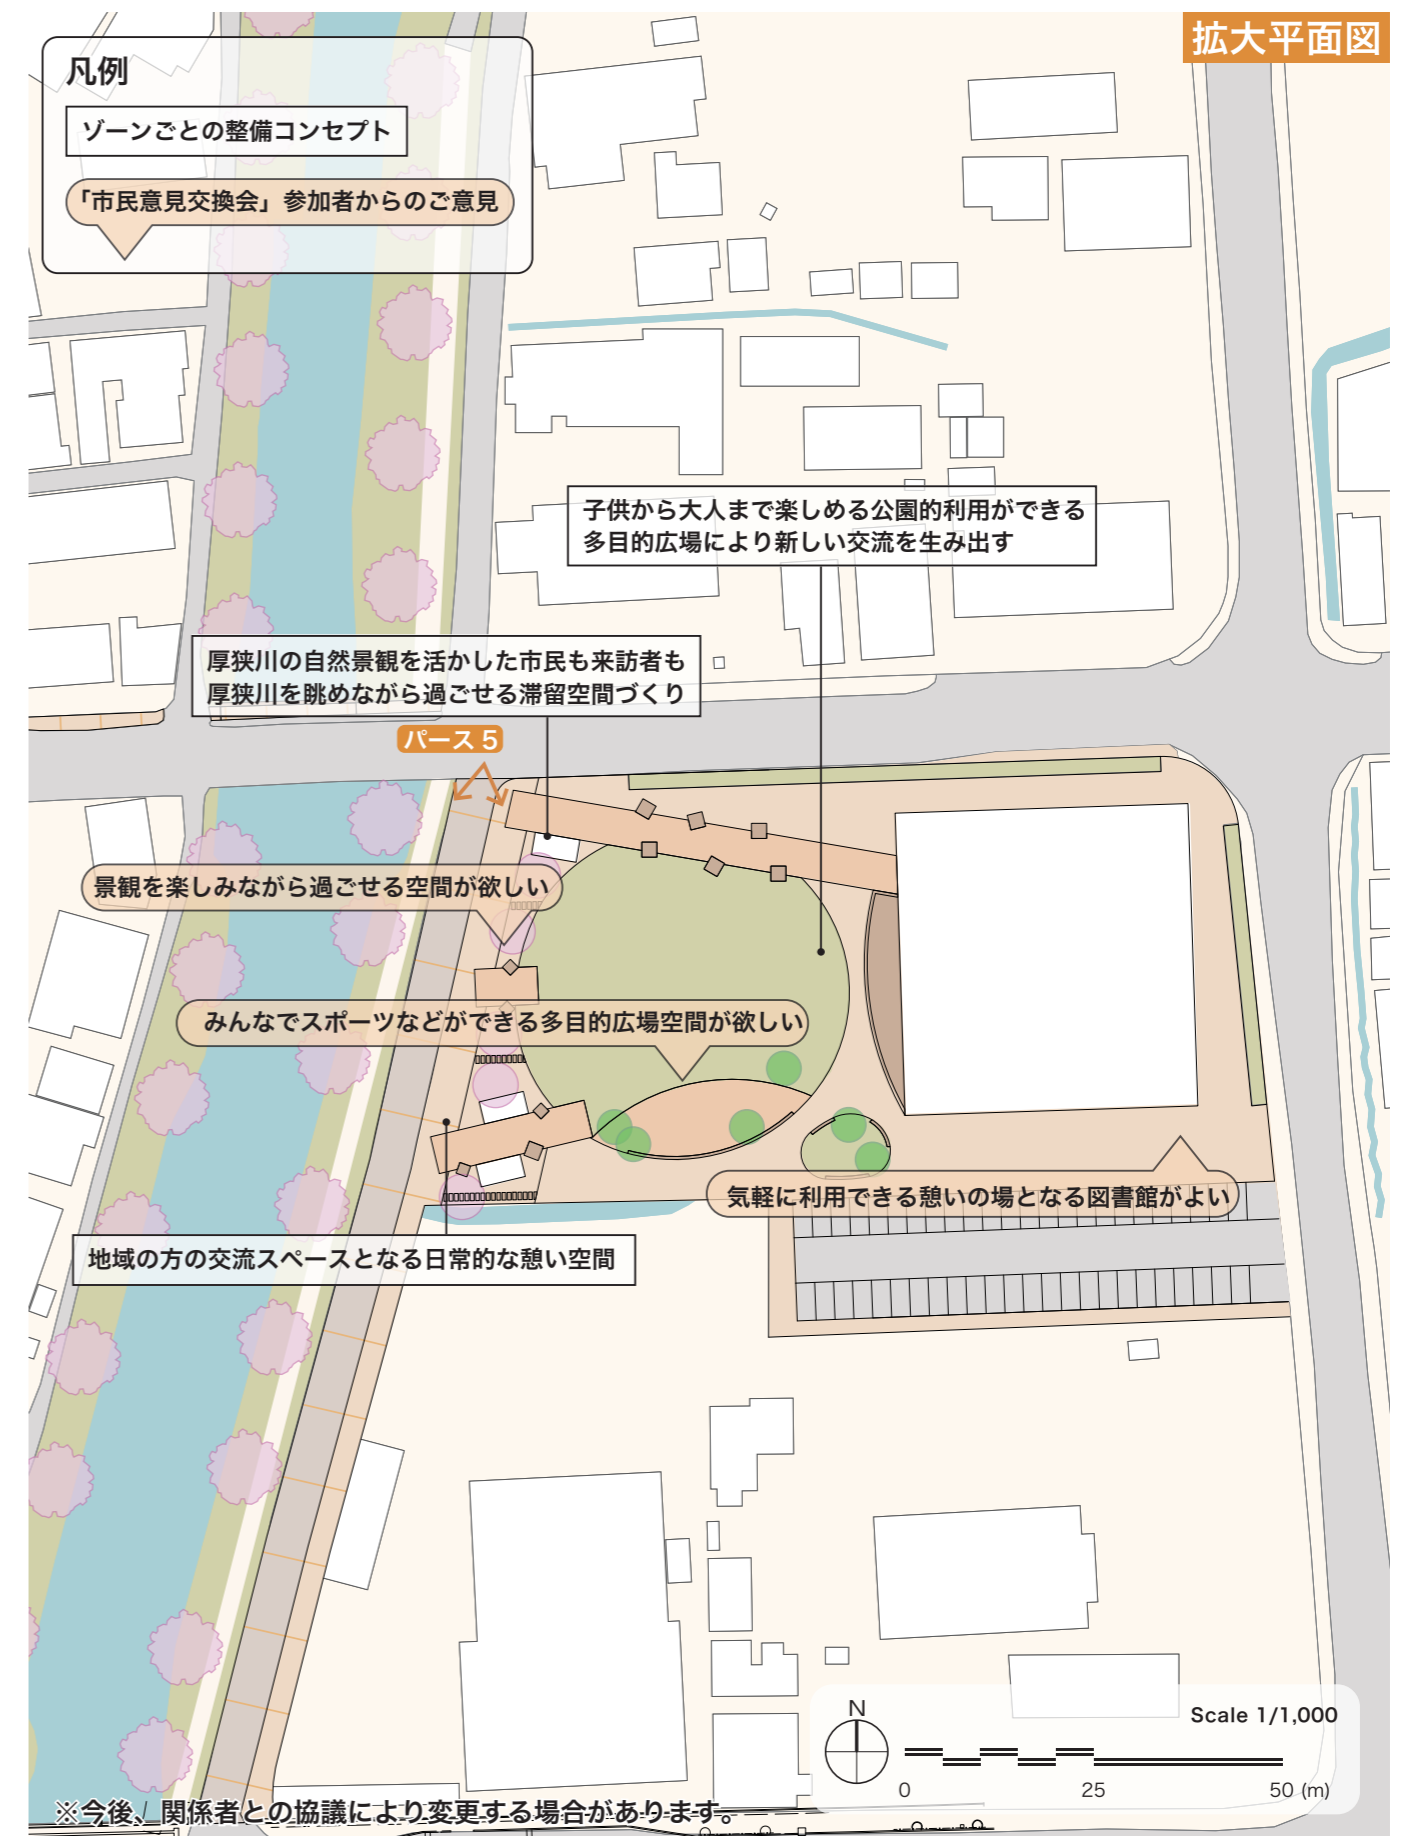 拡大平面図
凡例
ゾーンごとの整備コンセプト
「市民意見交換会」参加者からのご意見
子供から大人まで楽しめる公園的利用ができる
多目的広場により新しい交流を生み出す
厚狭川の自然景観を活かした市民も来訪者も
厚狭川を眺めながら過ごせる滞留空間づくり
パース 5
景観を楽しみながら過ごせる空間が欲しい
みんなでスポーツなどができる多目的広場空間が欲しい
気軽に利用できる憩いの場となる図書館がよい
地域の方の交流スペースとなる日常的な憩い空間
N
Scale 1/1,000
0 25 50 (m)
※今後、関係者との協議により変更する場合があります。